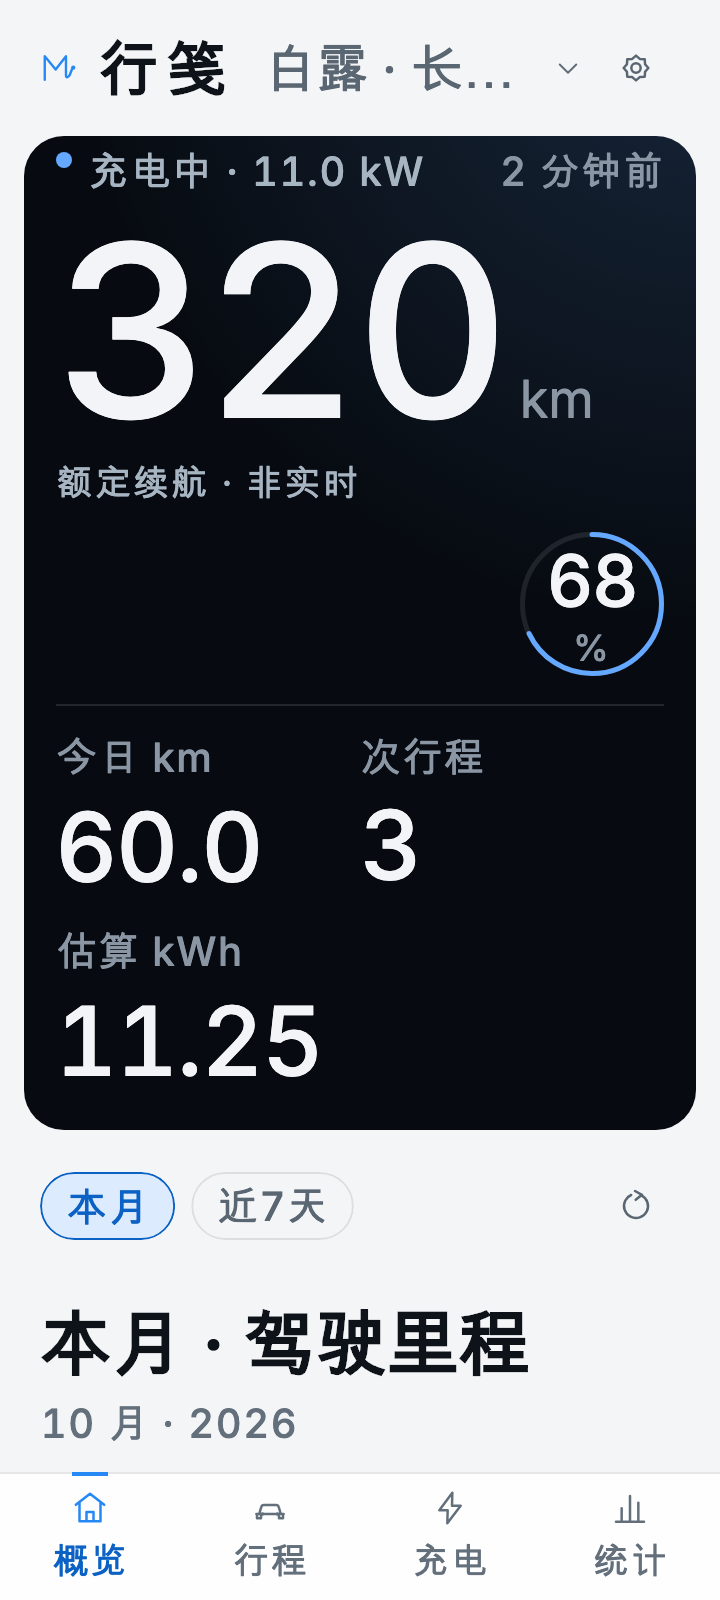 行笺 白露 · 长...
充电中 · 11.0 kW 2 分钟前
320 km
额定续航 · 非实时
68
%
今日 km 次行程
60.0 3
估算 kWh
11.25
本月 近7天
本月 · 驾驶里程
10 月 · 2026
概览 行程 充电 统计